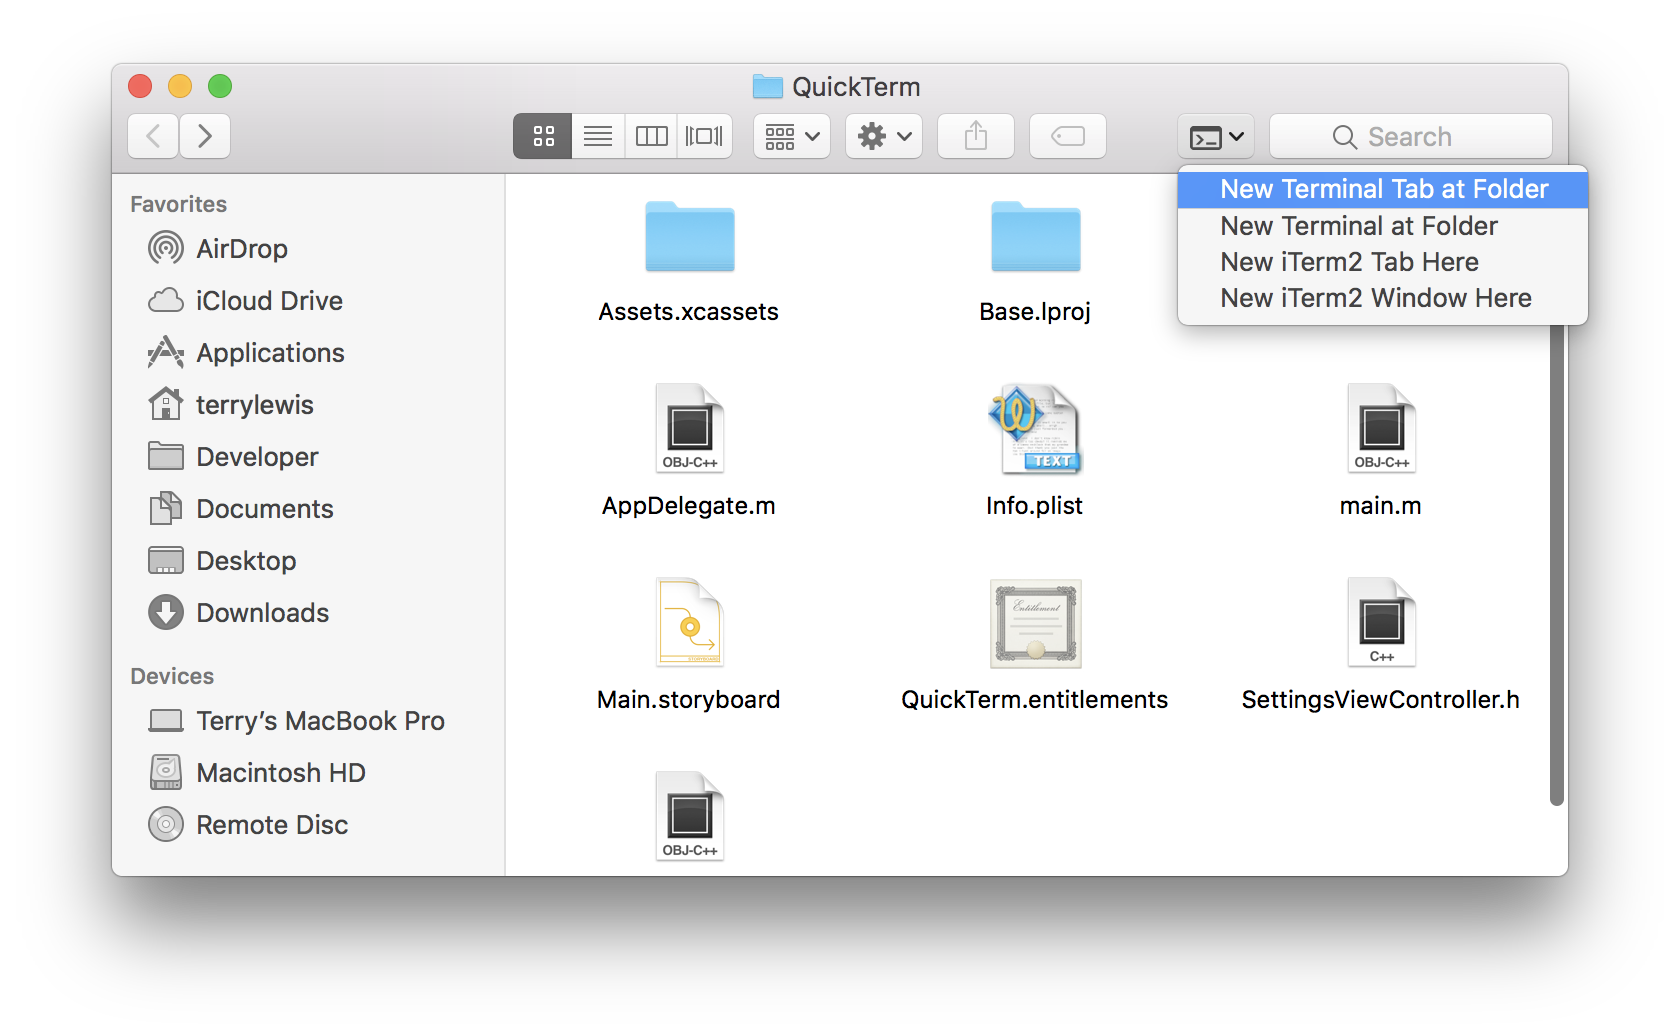 QuickTerm
Search
New Terminal Tab at Folder
New Terminal at Folder
New iTerm2 Tab Here
New iTerm2 Window Here
Favorites
AirDrop
iCloud Drive
Applications
terrylewis
Developer
Documents
Desktop
Downloads
Devices
Terry’s MacBook Pro
Macintosh HD
Remote Disc
Assets.xcassets
Base.lproj
OBJ-C++
TEXT
OBJ-C++
AppDelegate.m
Info.plist
main.m
STORYBOARD
Entitlement
C++
Main.storyboard
QuickTerm.entitlements
SettingsViewController.h
OBJ-C++